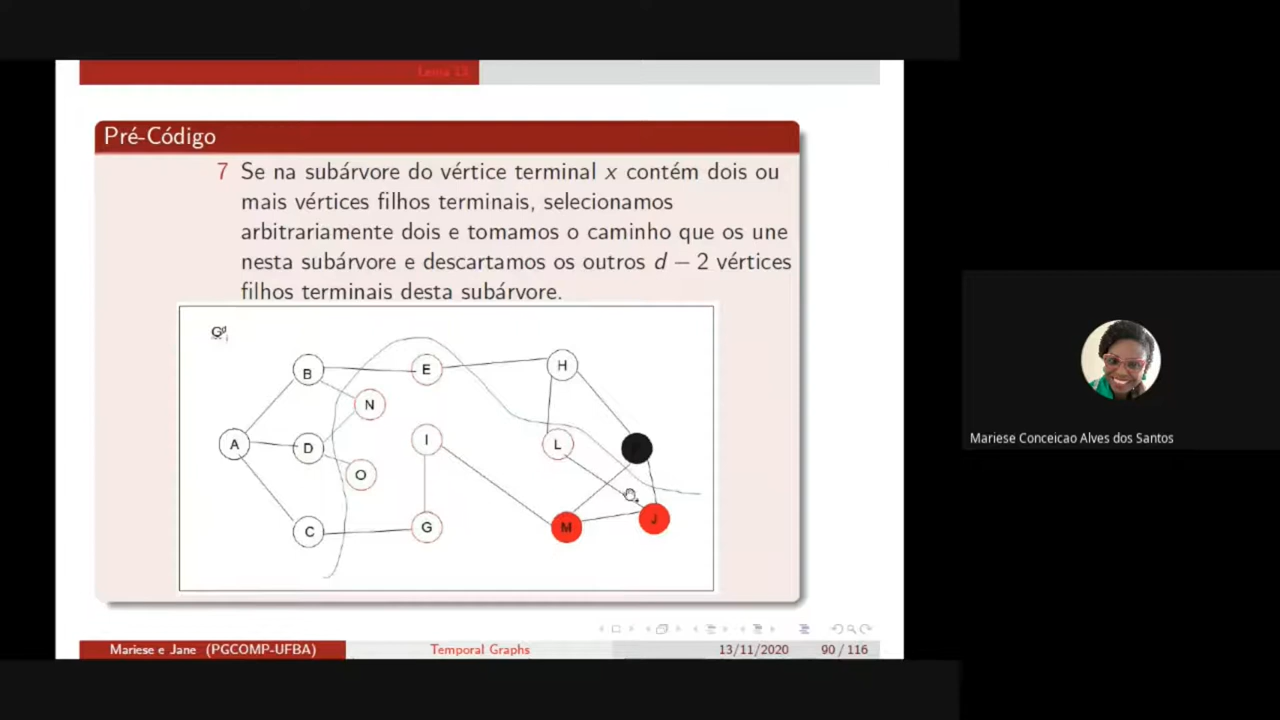 Lema 13
Pré-Código
7 Se na subárvore do vértice terminal x contém dois ou
mais vértices filhos terminais, selecionamos
arbitrariamente dois e tomamos o caminho que os une
nesta subárvore e descartamos os outros d − 2 vértices
filhos terminais desta subárvore.
B
E
H
N
A
D
I
L
O
C
G
M
J
Mariese Conceicao Alves dos Santos
Mariese e Jane (PGCOMP-UFBA)
Temporal Graphs
13/11/2020
90 / 116